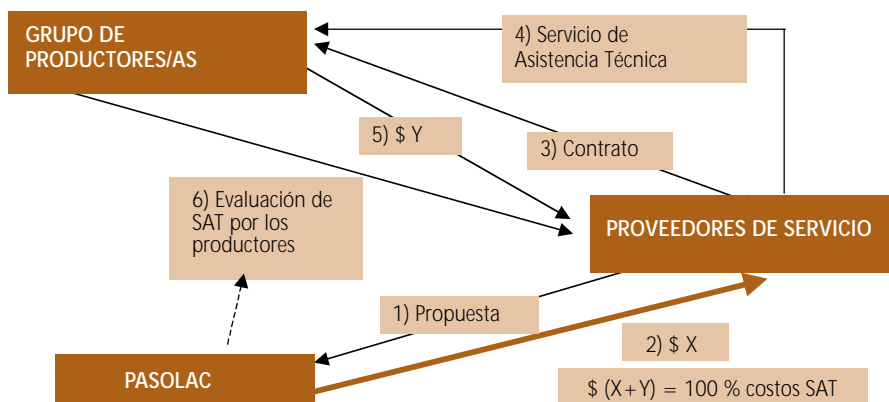 GRUPO DE
PRODUCTORES/AS
4) Servicio de
Asistencia Técnica
5) $ Y
3) Contrato
6) Evaluación de
SAT por los
productores
PROVEEDORES DE SERVICIO
1) Propuesta
2) $ X
PASOLAC
$ (X+Y) = 100 % costos SAT